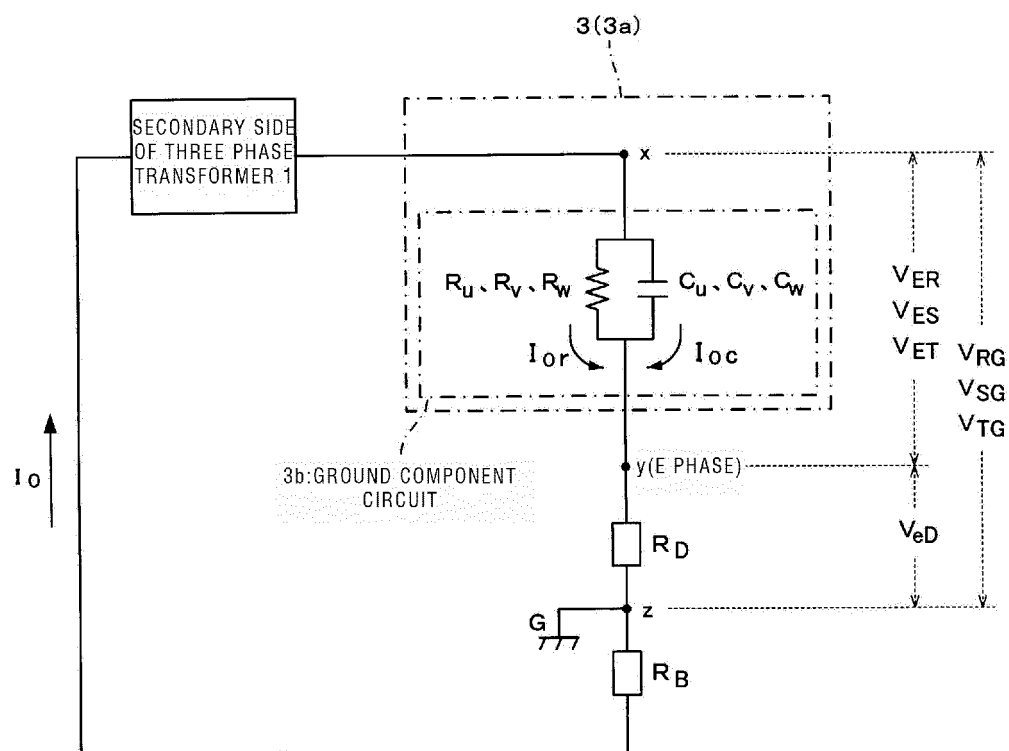 3(3a)
SECONDARY SIDE
OF THREE PHASE
TRANSFORMER 1
x
Ru、Rv、Rw
Cu、Cv、Cw
Ior
Ioc
VER
VES
VET
VRG
VSG
VTG
Io
3b:GROUND COMPONENT
CIRCUIT
y(E PHASE)
VeD
RD
G
z
RB